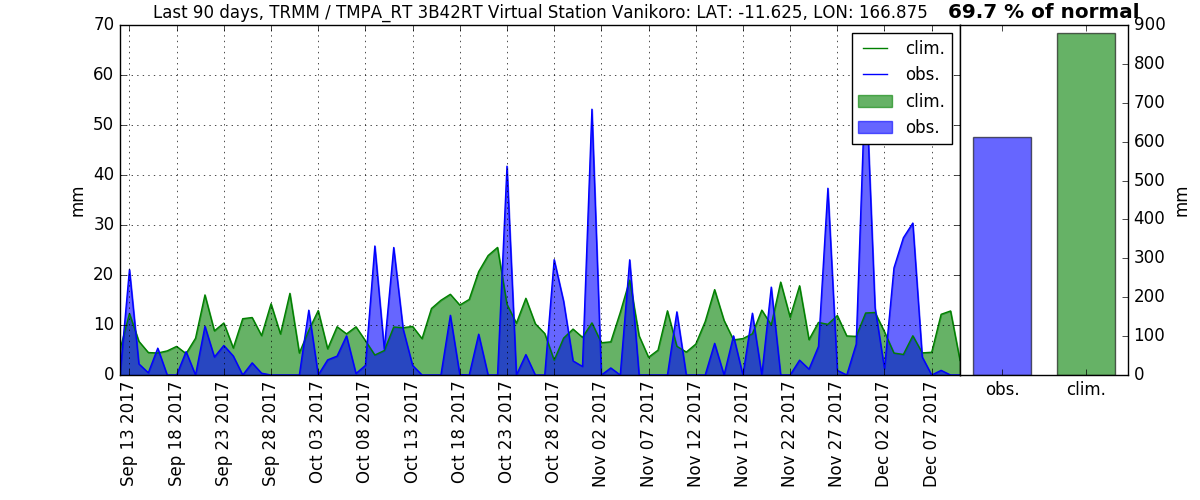 Last 90 days, TRMM / TMPA_RT 3B42RT Virtual Station Vanikoro: LAT: -11.625, LON: 166.875
69.7 % of normal
70
60
50
40
30
20
10
0
mm
clim.
obs.
clim.
obs.
900
800
700
600
500
400
300
200
100
0
mm
Sep 13 2017
Sep 18 2017
Sep 23 2017
Sep 28 2017
Oct 03 2017
Oct 08 2017
Oct 13 2017
Oct 18 2017
Oct 23 2017
Oct 28 2017
Nov 02 2017
Nov 07 2017
Nov 12 2017
Nov 17 2017
Nov 22 2017
Nov 27 2017
Dec 02 2017
Dec 07 2017
obs.
clim.